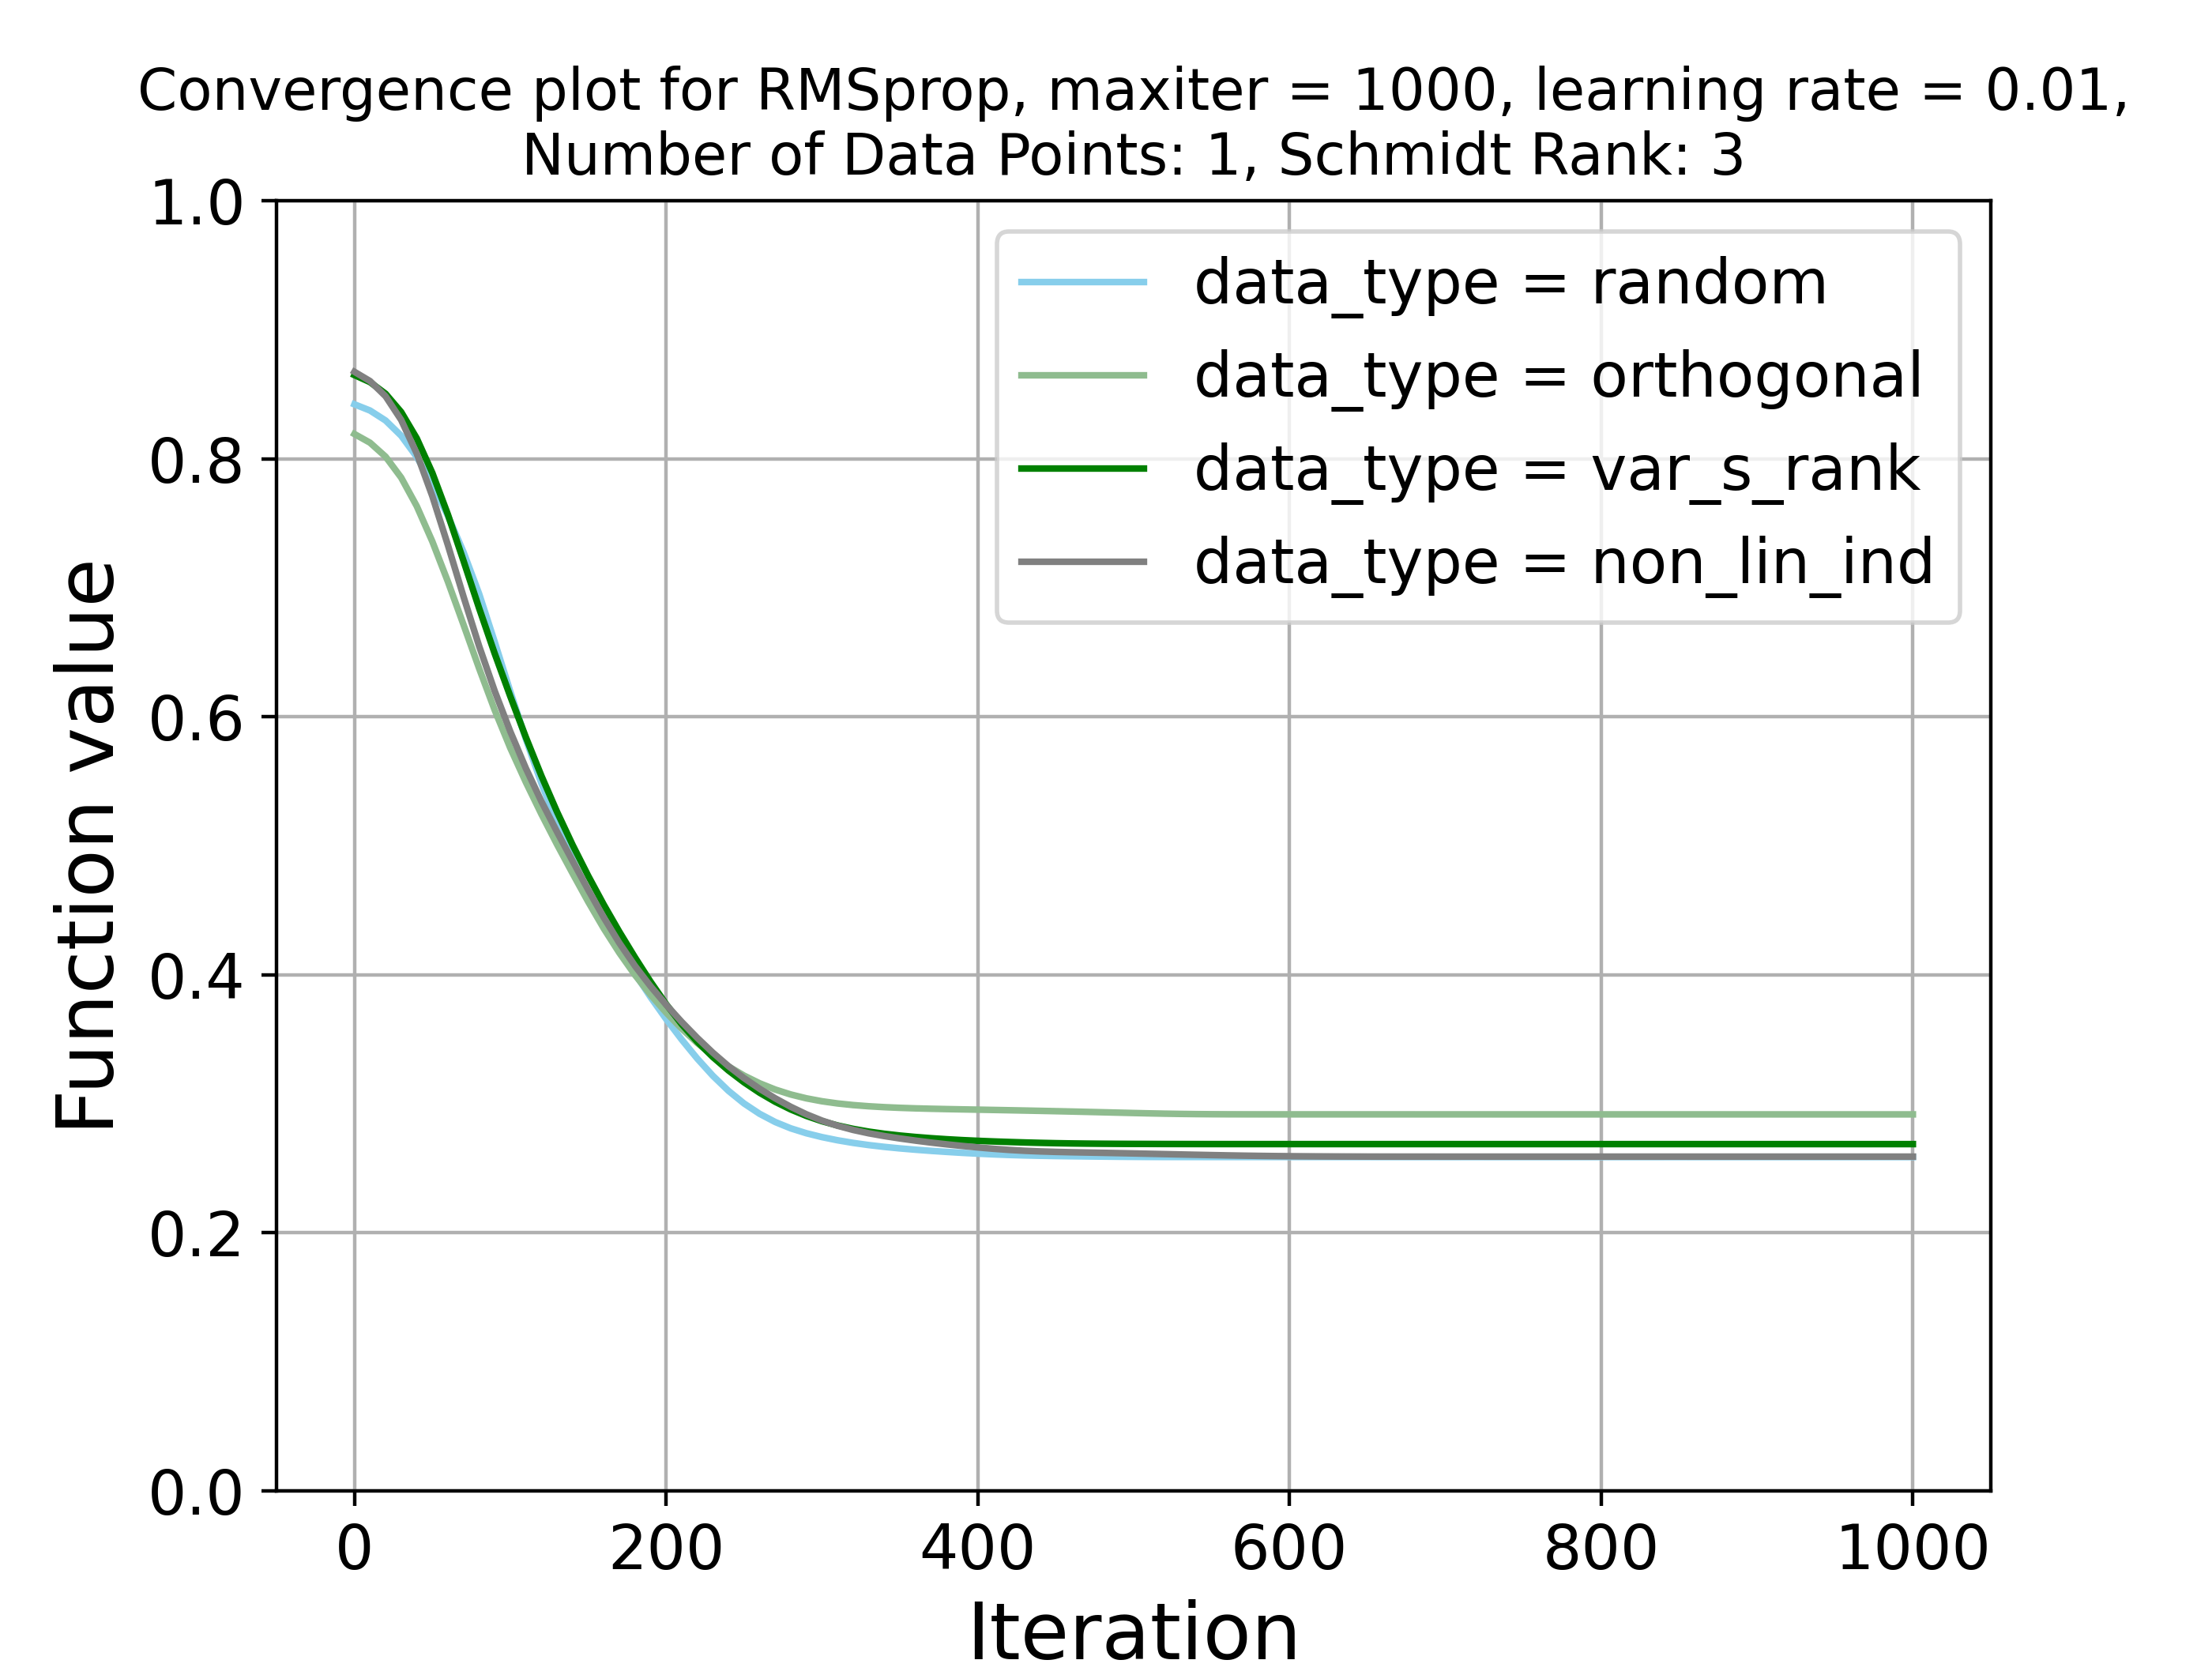 Convergence plot for RMSprop, maxiter = 1000, learning rate = 0.01,
Number of Data Points: 1, Schmidt Rank: 3
1.0
0.8
0.6
0.4
0.2
0.0
Function value
data_type = random
data_type = orthogonal
data_type = var_s_rank
data_type = non_lin_ind
0 200 400 600 800 1000
Iteration